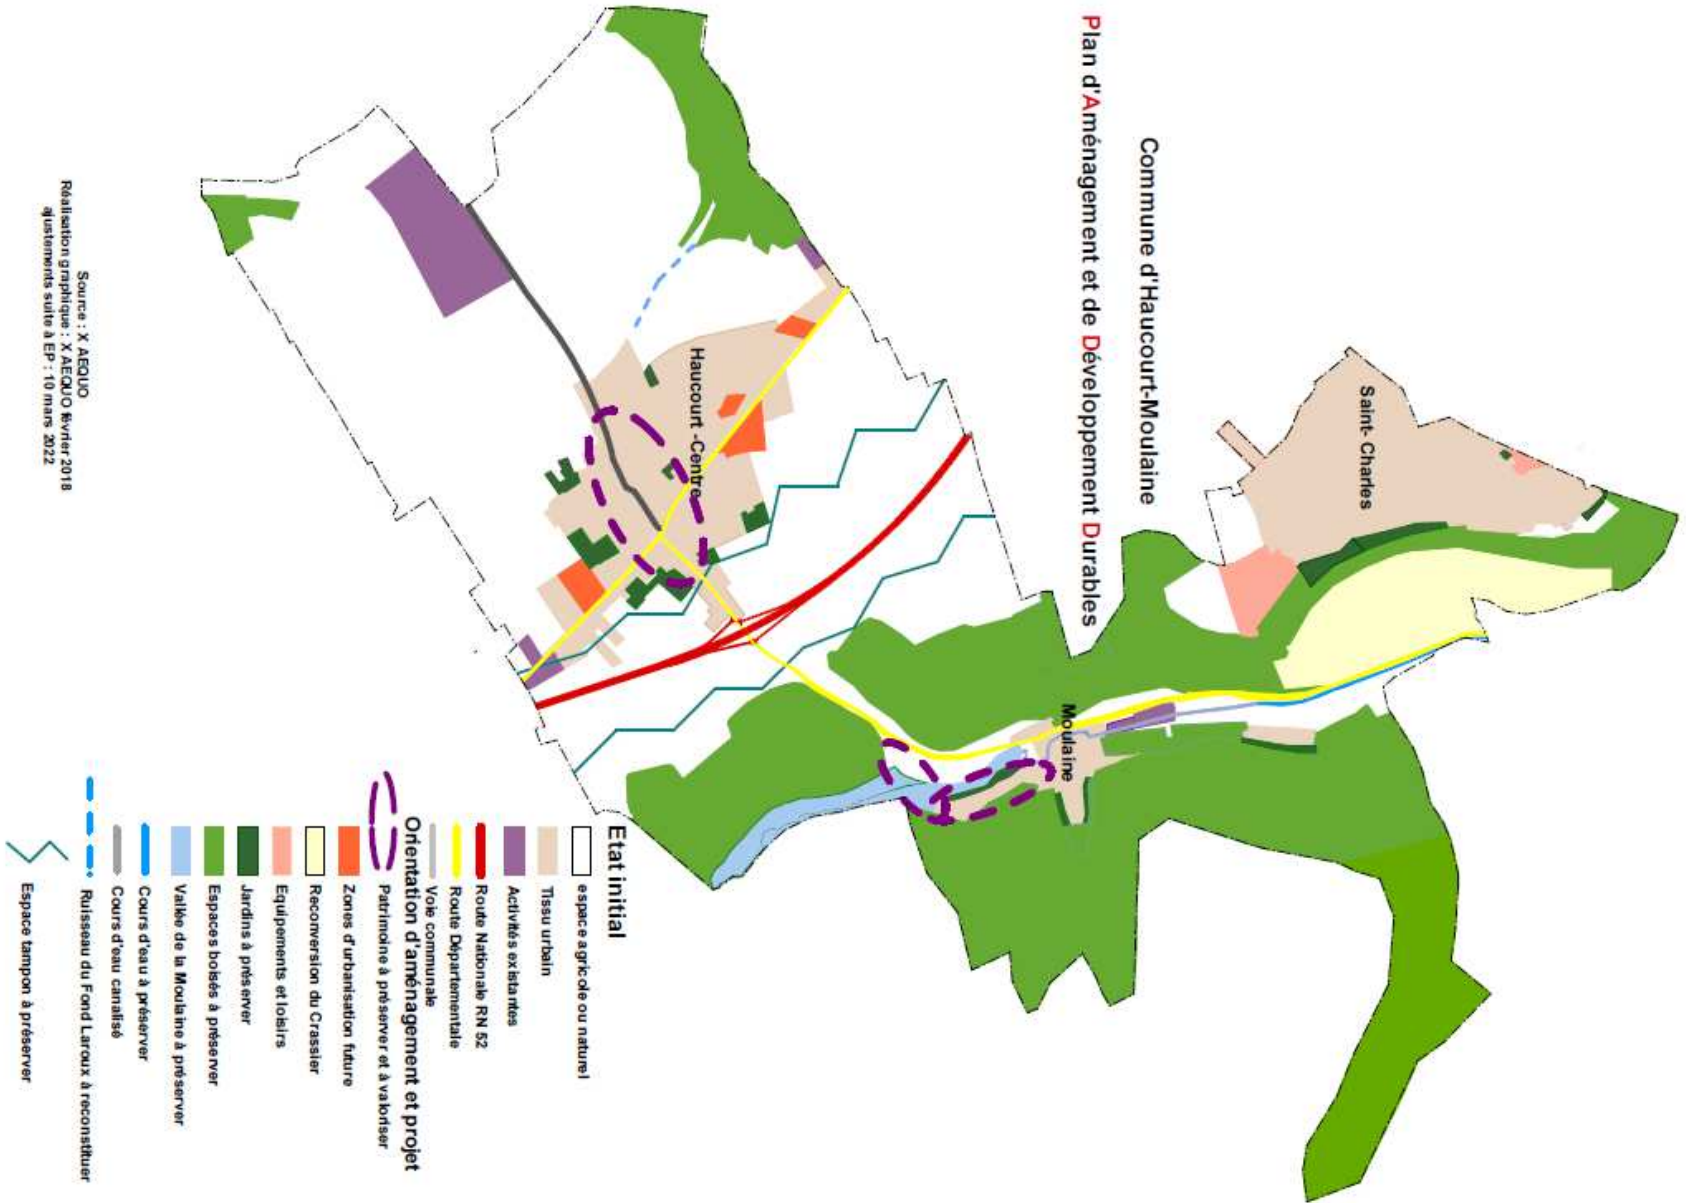 Commune d'Haucourt-Moulaine
Plan d'Aménagement et de Développement Durables
Saint-Charles
Moulaine
Haucourt -Centre
Etat initial
espace agricole ou naturel
Tissu urbain
Activités existantes
Route Nationale RN 52
Route Départementale
Voie communale
Orientation d'aménagement et projet
Patrimoine à préserver et à valoriser
Zones d'urbanisation future
Reconversion du Crassier
Equipements et loisirs
Jardins à préserver
Espaces boisés à préserver
Vallée de la Moulaine à préserver
Cours d'eau à préserver
Cours d'eau canalisé
Ruisseau du Fond Laroux à reconstituer
Espace tampon à préserver
Source : X AEQUO
Réalisation graphique : X AEQUO février 2018
ajustements suite à EP : 10 mars 2022